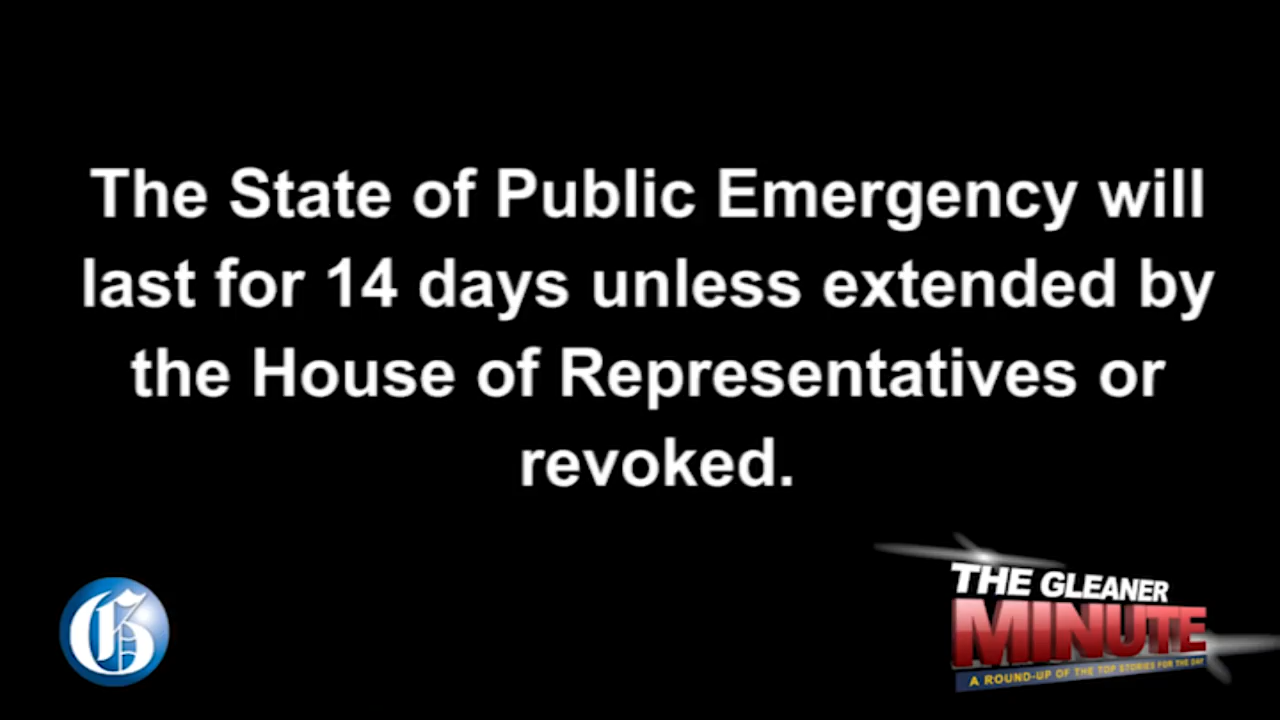 The State of Public Emergency will
last for 14 days unless extended by
the House of Representatives or
revoked.
G
THE GLEANER
MINUTE
A ROUND-UP OF THE TOP STORIES FOR THE DAY